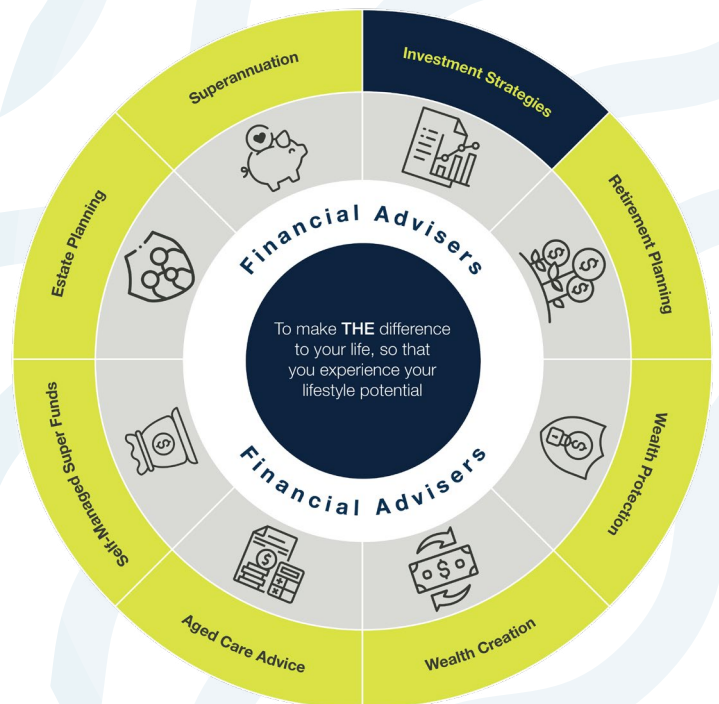 Investment Strategies
Retirement Planning
Wealth Protection
Wealth Creation
Aged Care Advice
Self-Managed Super Funds
Estate Planning
Superannuation
Financial Advisers
To make THE difference
to your life, so that
you experience your
lifestyle potential
Financial Advisers